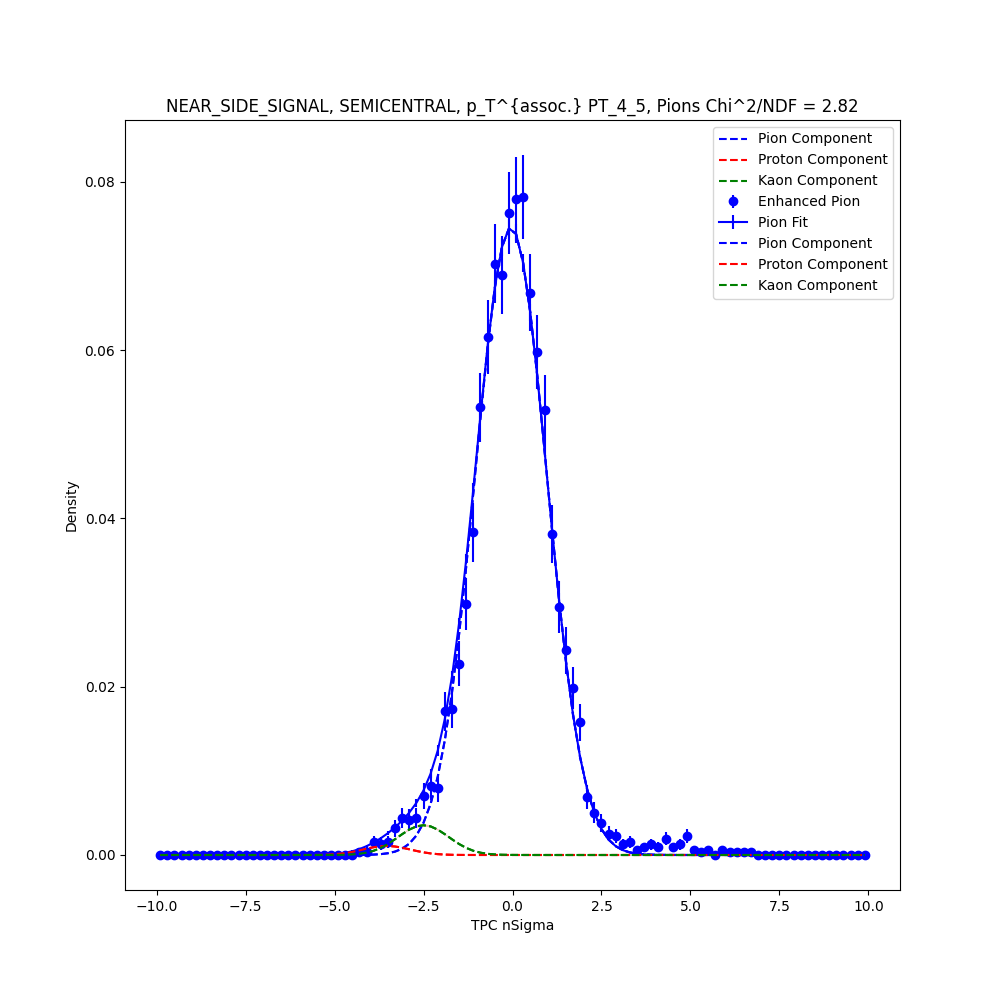 NEAR_SIDE_SIGNAL, SEMICENTRAL, p_T^{assoc.} PT_4_5, Pions Chi^2/NDF = 2.82
Pion Component
Proton Component
Kaon Component
Enhanced Pion
Pion Fit
Pion Component
Proton Component
Kaon Component
0.08
0.06
0.04
0.02
0.00
Density
−10.0 −7.5 −5.0 −2.5 0.0 2.5 5.0 7.5 10.0
TPC nSigma